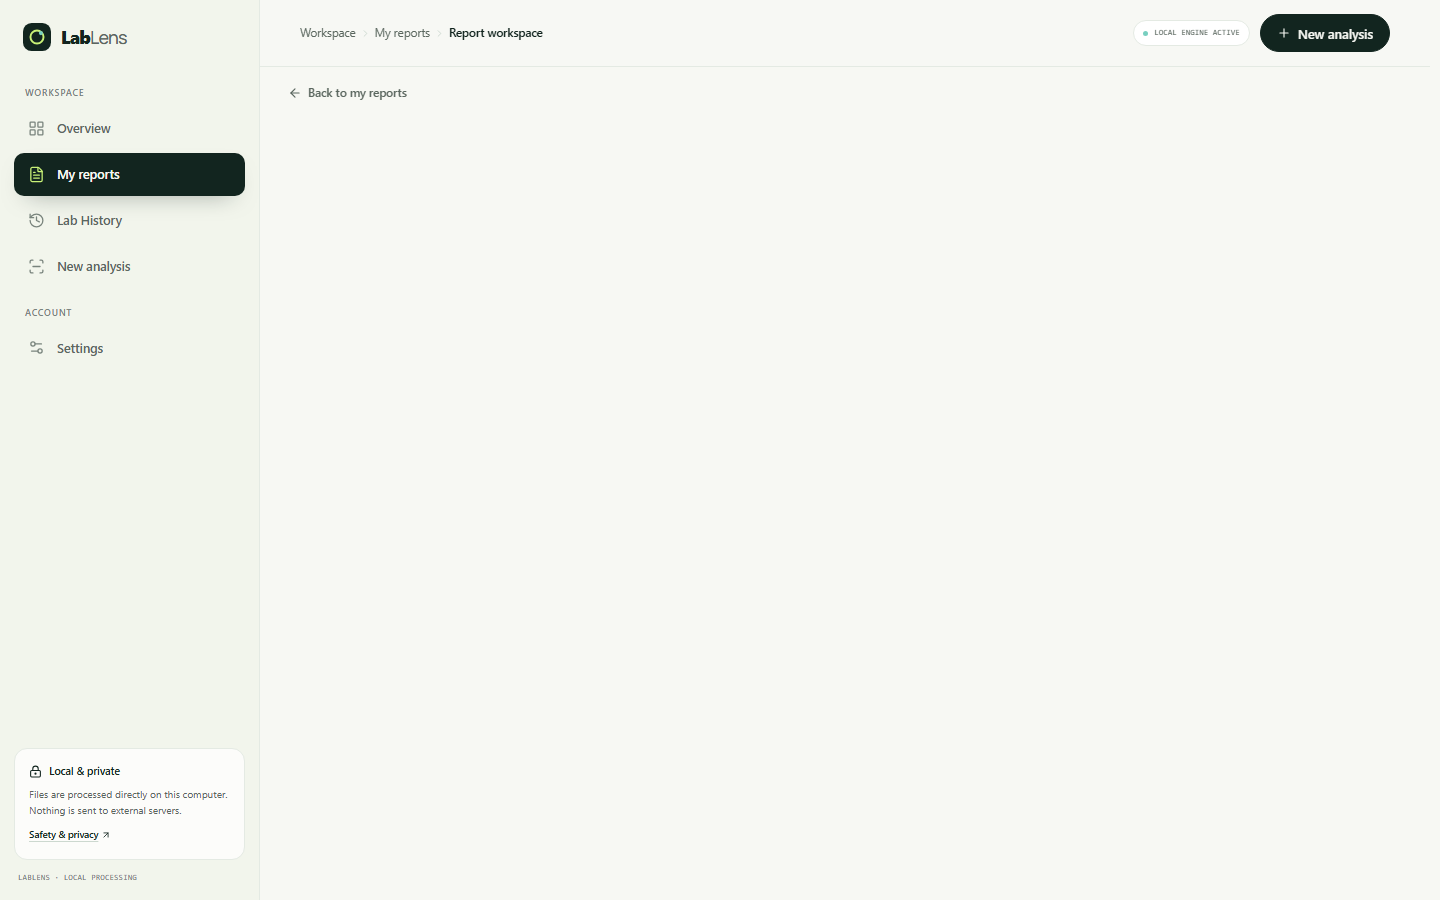 LabLens
WORKSPACE
Overview
My reports
Lab History
New analysis
ACCOUNT
Settings
Local & private
Files are processed directly on this computer.
Nothing is sent to external servers.
Safety & privacy
LABLENS · LOCAL PROCESSING
Workspace › My reports › Report workspace
LOCAL ENGINE ACTIVE
New analysis
Back to my reports